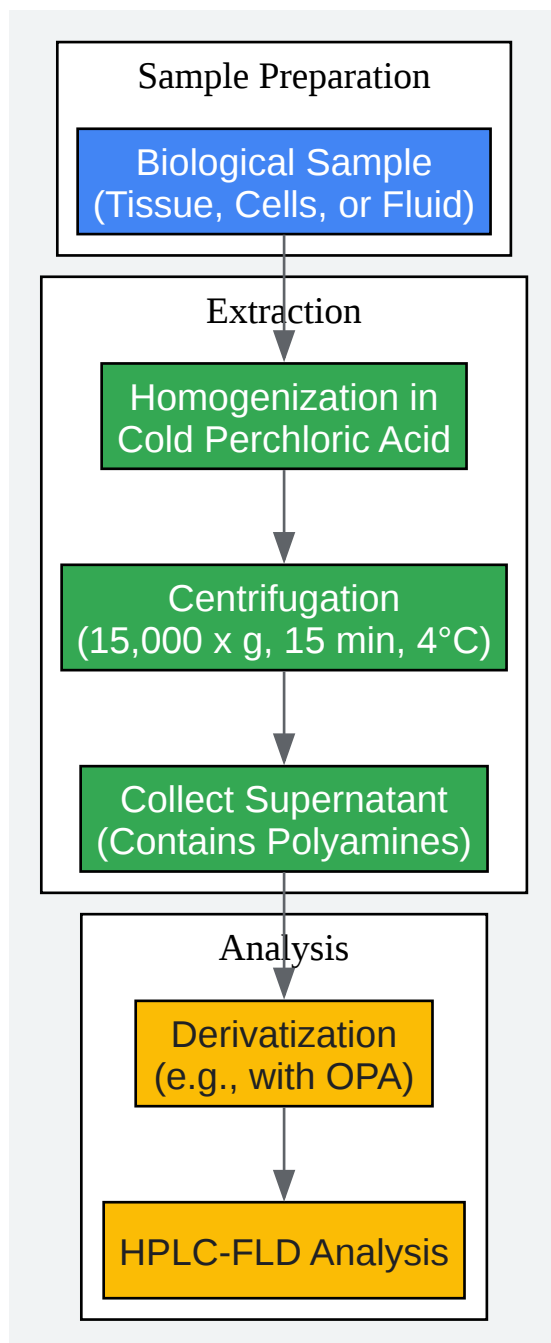 Sample Preparation
Biological Sample
(Tissue, Cells, or Fluid)
Extraction
Homogenization in
Cold Perchloric Acid
Centrifugation
(15,000 x g, 15 min, 4°C)
Collect Supernatant
(Contains Polyamines)
Analysis
Derivatization
(e.g., with OPA)
HPLC-FLD Analysis